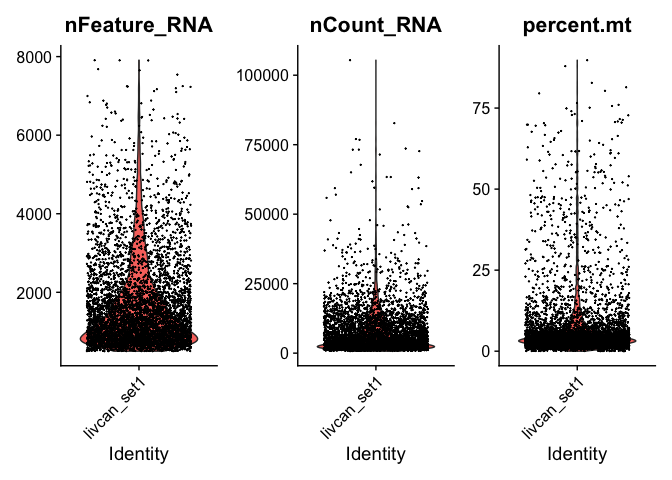 nFeature_RNA
8000
6000
4000
2000
livcan_set1
Identity
nCount_RNA
100000
75000
50000
25000
0
livcan_set1
Identity
percent.mt
75
50
25
0
livcan_set1
Identity